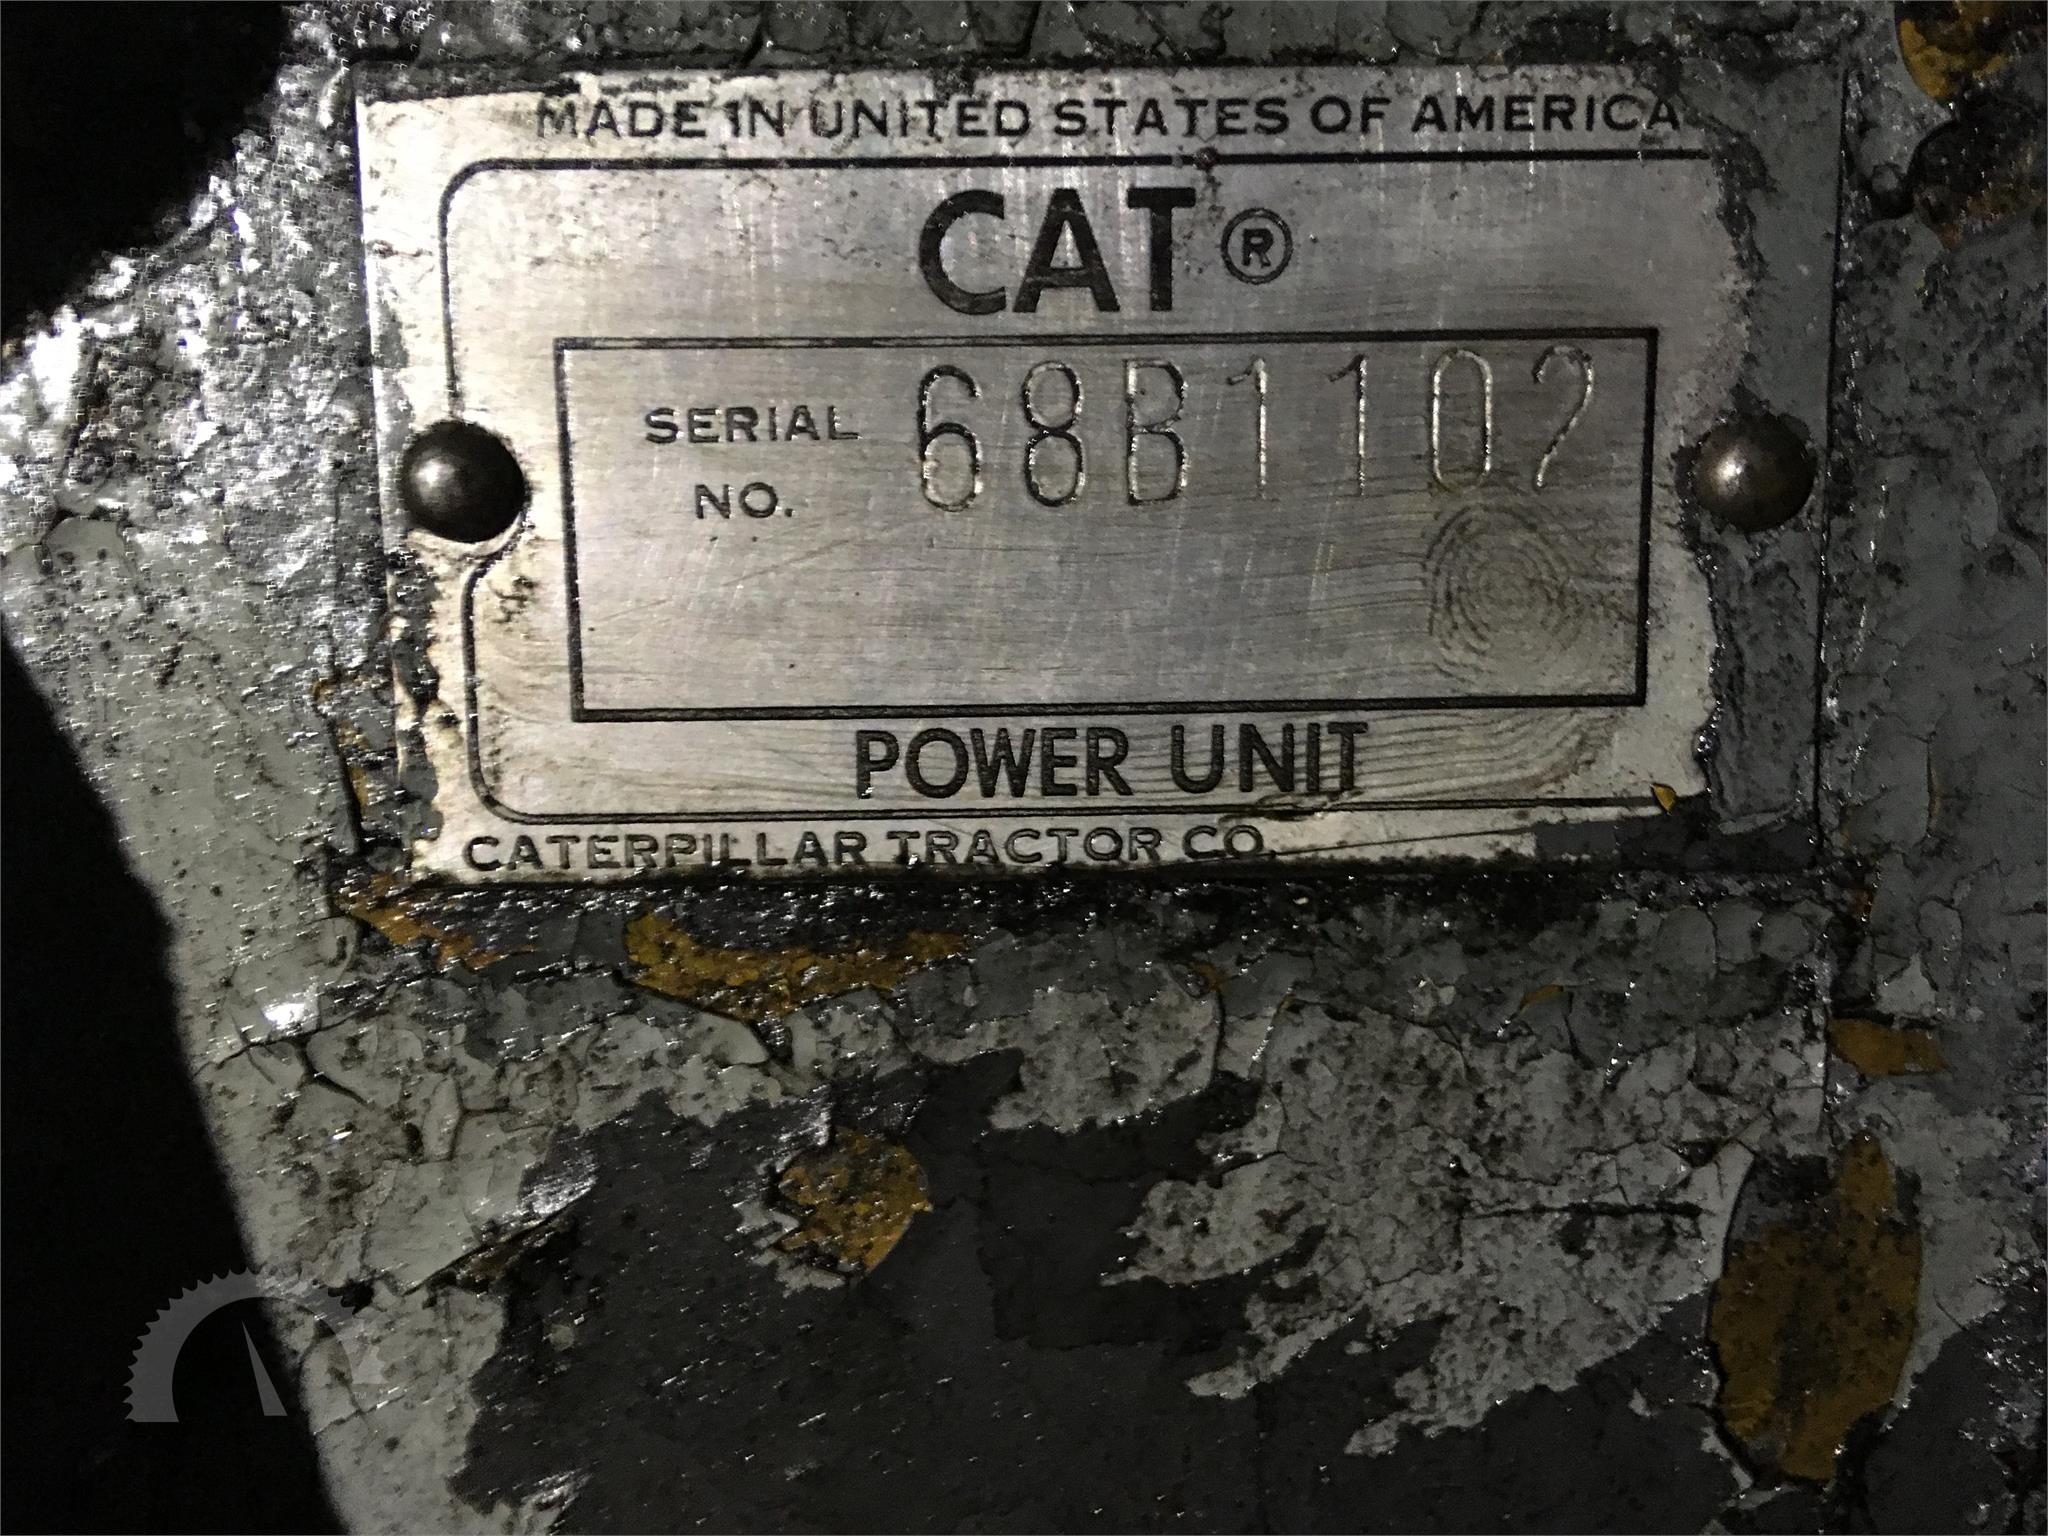 MADE IN UNITED STATES OF AMERICA
CAT ®
SERIAL NO. 68B1102
POWER UNIT
CATERPILLAR TRACTOR CO.